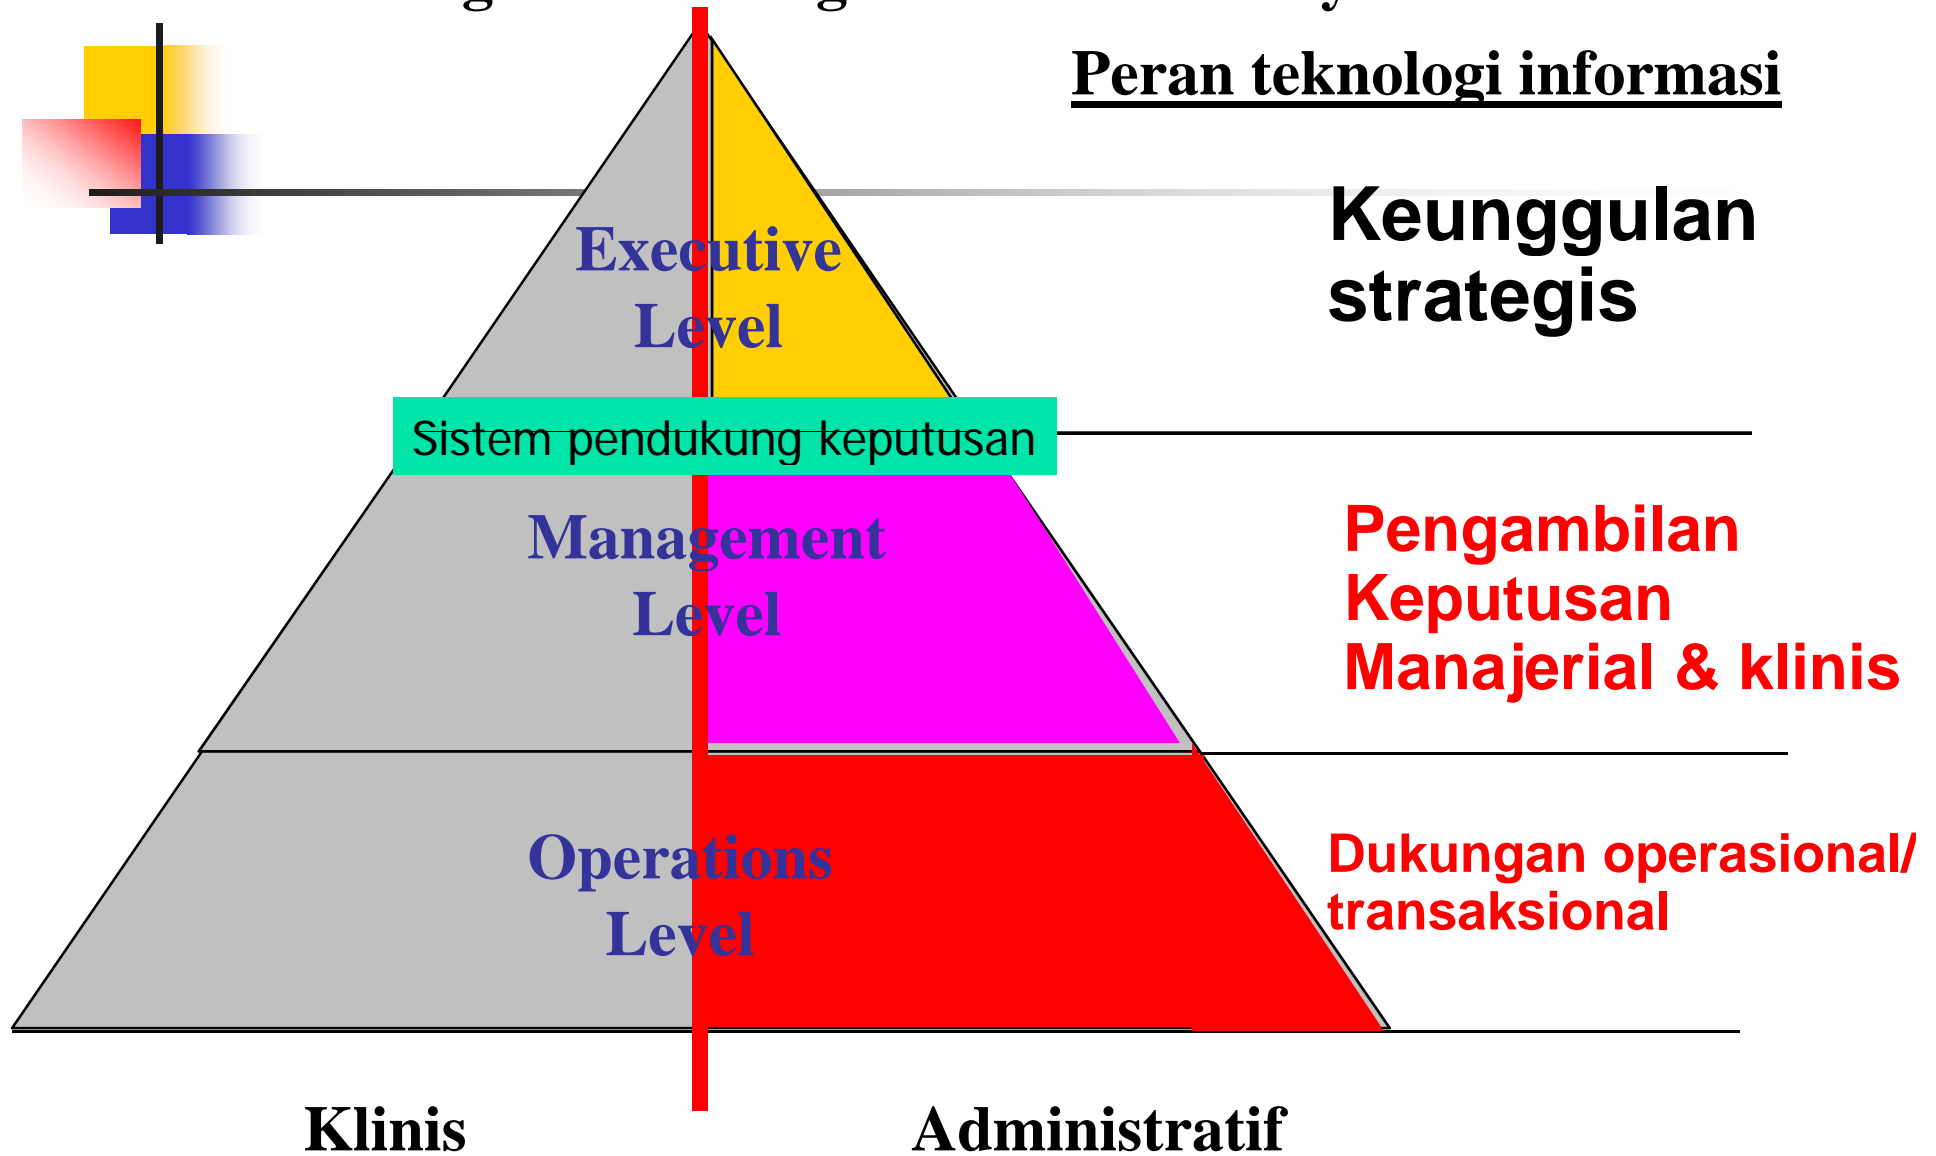 Peran teknologi informasi
Keunggulan
strategis
Executive
Level
Sistem pendukung keputusan
Management
Level
Pengambilan
Keputusan
Manajerial & klinis
Operations
Level
Dukungan operasional/
transaksional
Klinis
Administratif